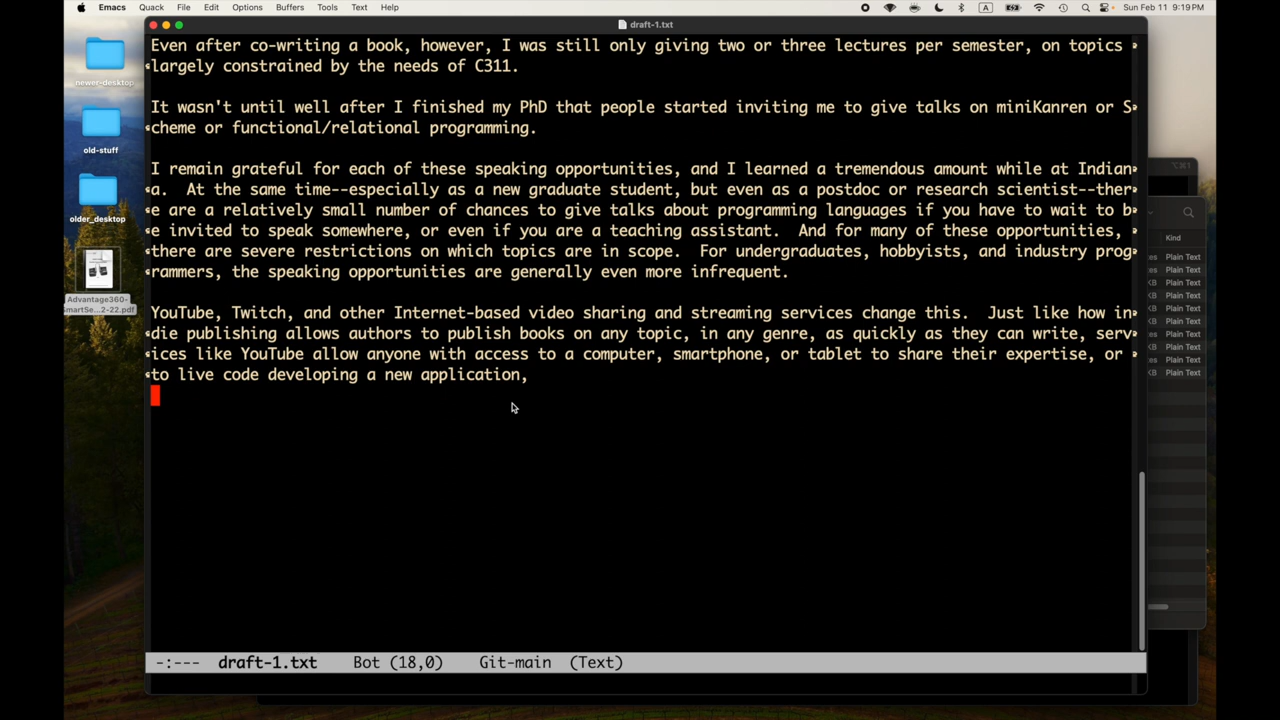 Emacs Quack File Edit Options Buffers Tools Text Help
A
Sun Feb 11 9:19 PM
draft-1.txt
newer-desktop
old-stuff
older_desktop
Advantage360-
SmartSe...2-22.pdf
Even after co-writing a book, however, I was still only giving two or three lectures per semester, on topics
largely constrained by the needs of C311.
It wasn't until well after I finished my PhD that people started inviting me to give talks on miniKanren or S
cheme or functional/relational programming.
I remain grateful for each of these speaking opportunities, and I learned a tremendous amount while at Indian
a.  At the same time--especially as a new graduate student, but even as a postdoc or research scientist--ther
e are a relatively small number of chances to give talks about programming languages if you have to wait to b
e invited to speak somewhere, or even if you are a teaching assistant.  And for many of these opportunities,
there are severe restrictions on which topics are in scope.  For undergraduates, hobbyists, and industry prog
rammers, the speaking opportunities are generally even more infrequent.
YouTube, Twitch, and other Internet-based video sharing and streaming services change this.  Just like how in
die publishing allows authors to publish books on any topic, in any genre, as quickly as they can write, serv
ices like YouTube allow anyone with access to a computer, smartphone, or tablet to share their expertise, or
to live code developing a new application,
-:--- draft-1.txt Bot (18,0) Git-main (Text)
⌥⌘1
Kind
Plain Text
Plain Text
KB Plain Text
KB Plain Text
KB Plain Text
KB Plain Text
KB Plain Text
KB Plain Text
Plain Text
KB Plain Text